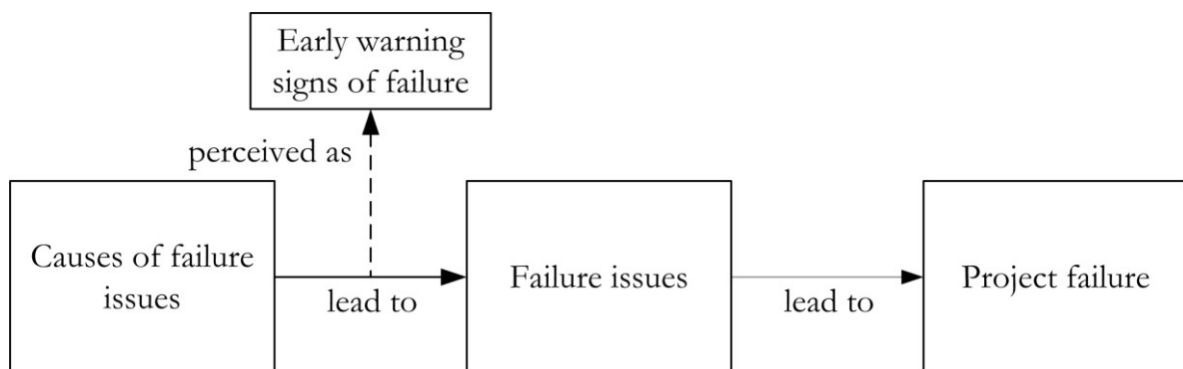 Early warning
signs of failure
perceived as
Causes of failure
issues
lead to
Failure issues
lead to
Project failure